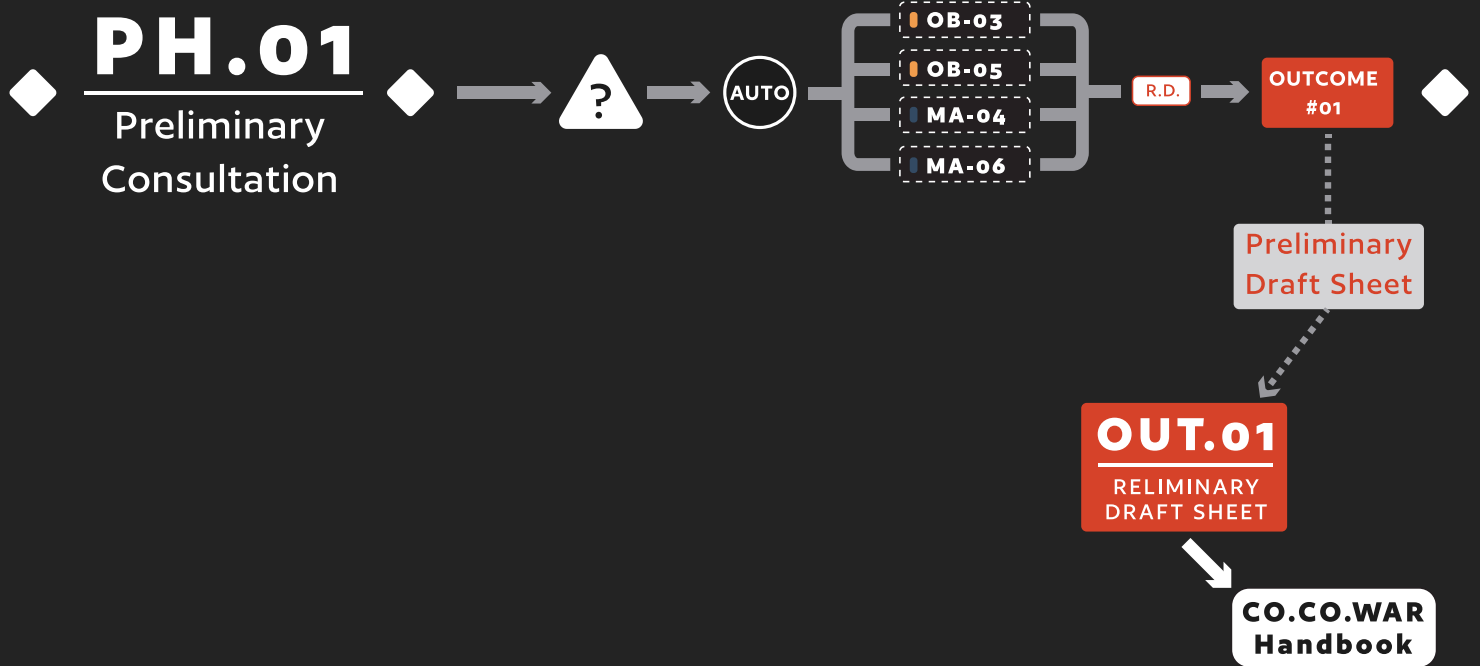 PH.01
Preliminary
Consultation
?
AUTO
OB-03
OB-05
MA-04
MA-06
R.D.
OUTCOME
#01
Preliminary
Draft Sheet
OUT.01
RELIMINARY
DRAFT SHEET
CO.CO.WAR
Handbook